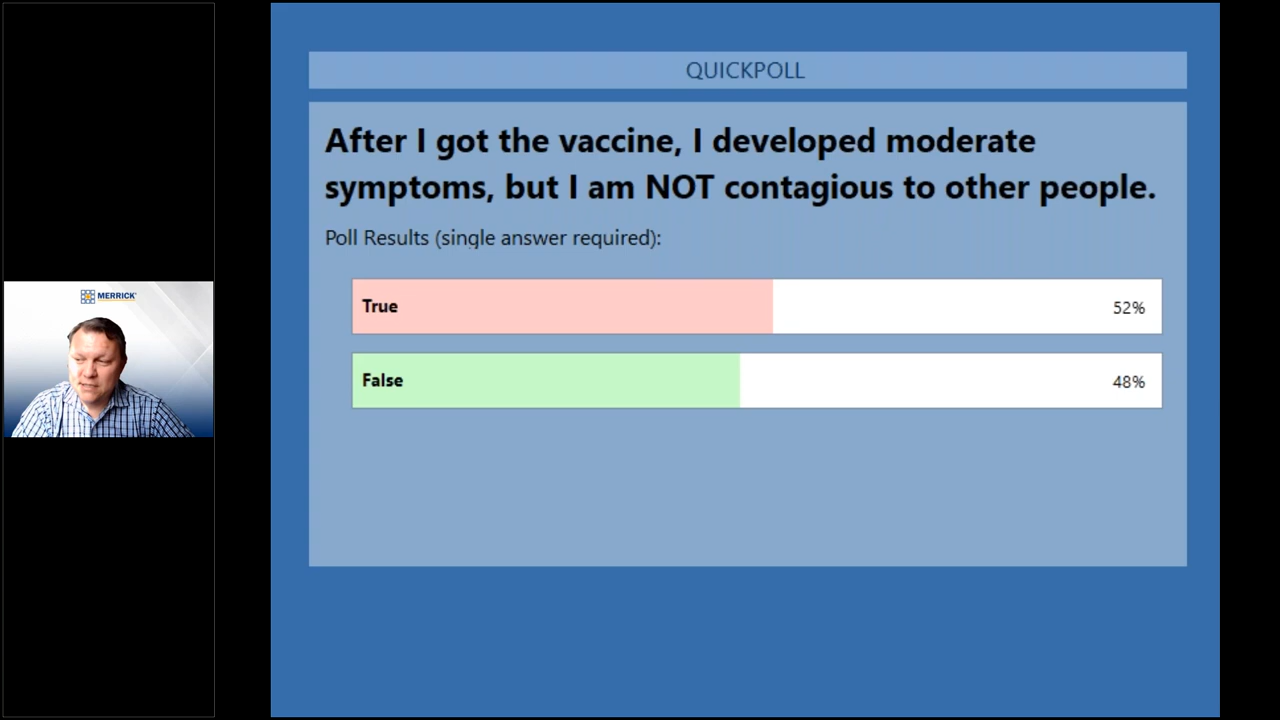 MERRICK
QUICKPOLL
After I got the vaccine, I developed moderate
symptoms, but I am NOT contagious to other people.
Poll Results (single answer required):
True 52%
False 48%